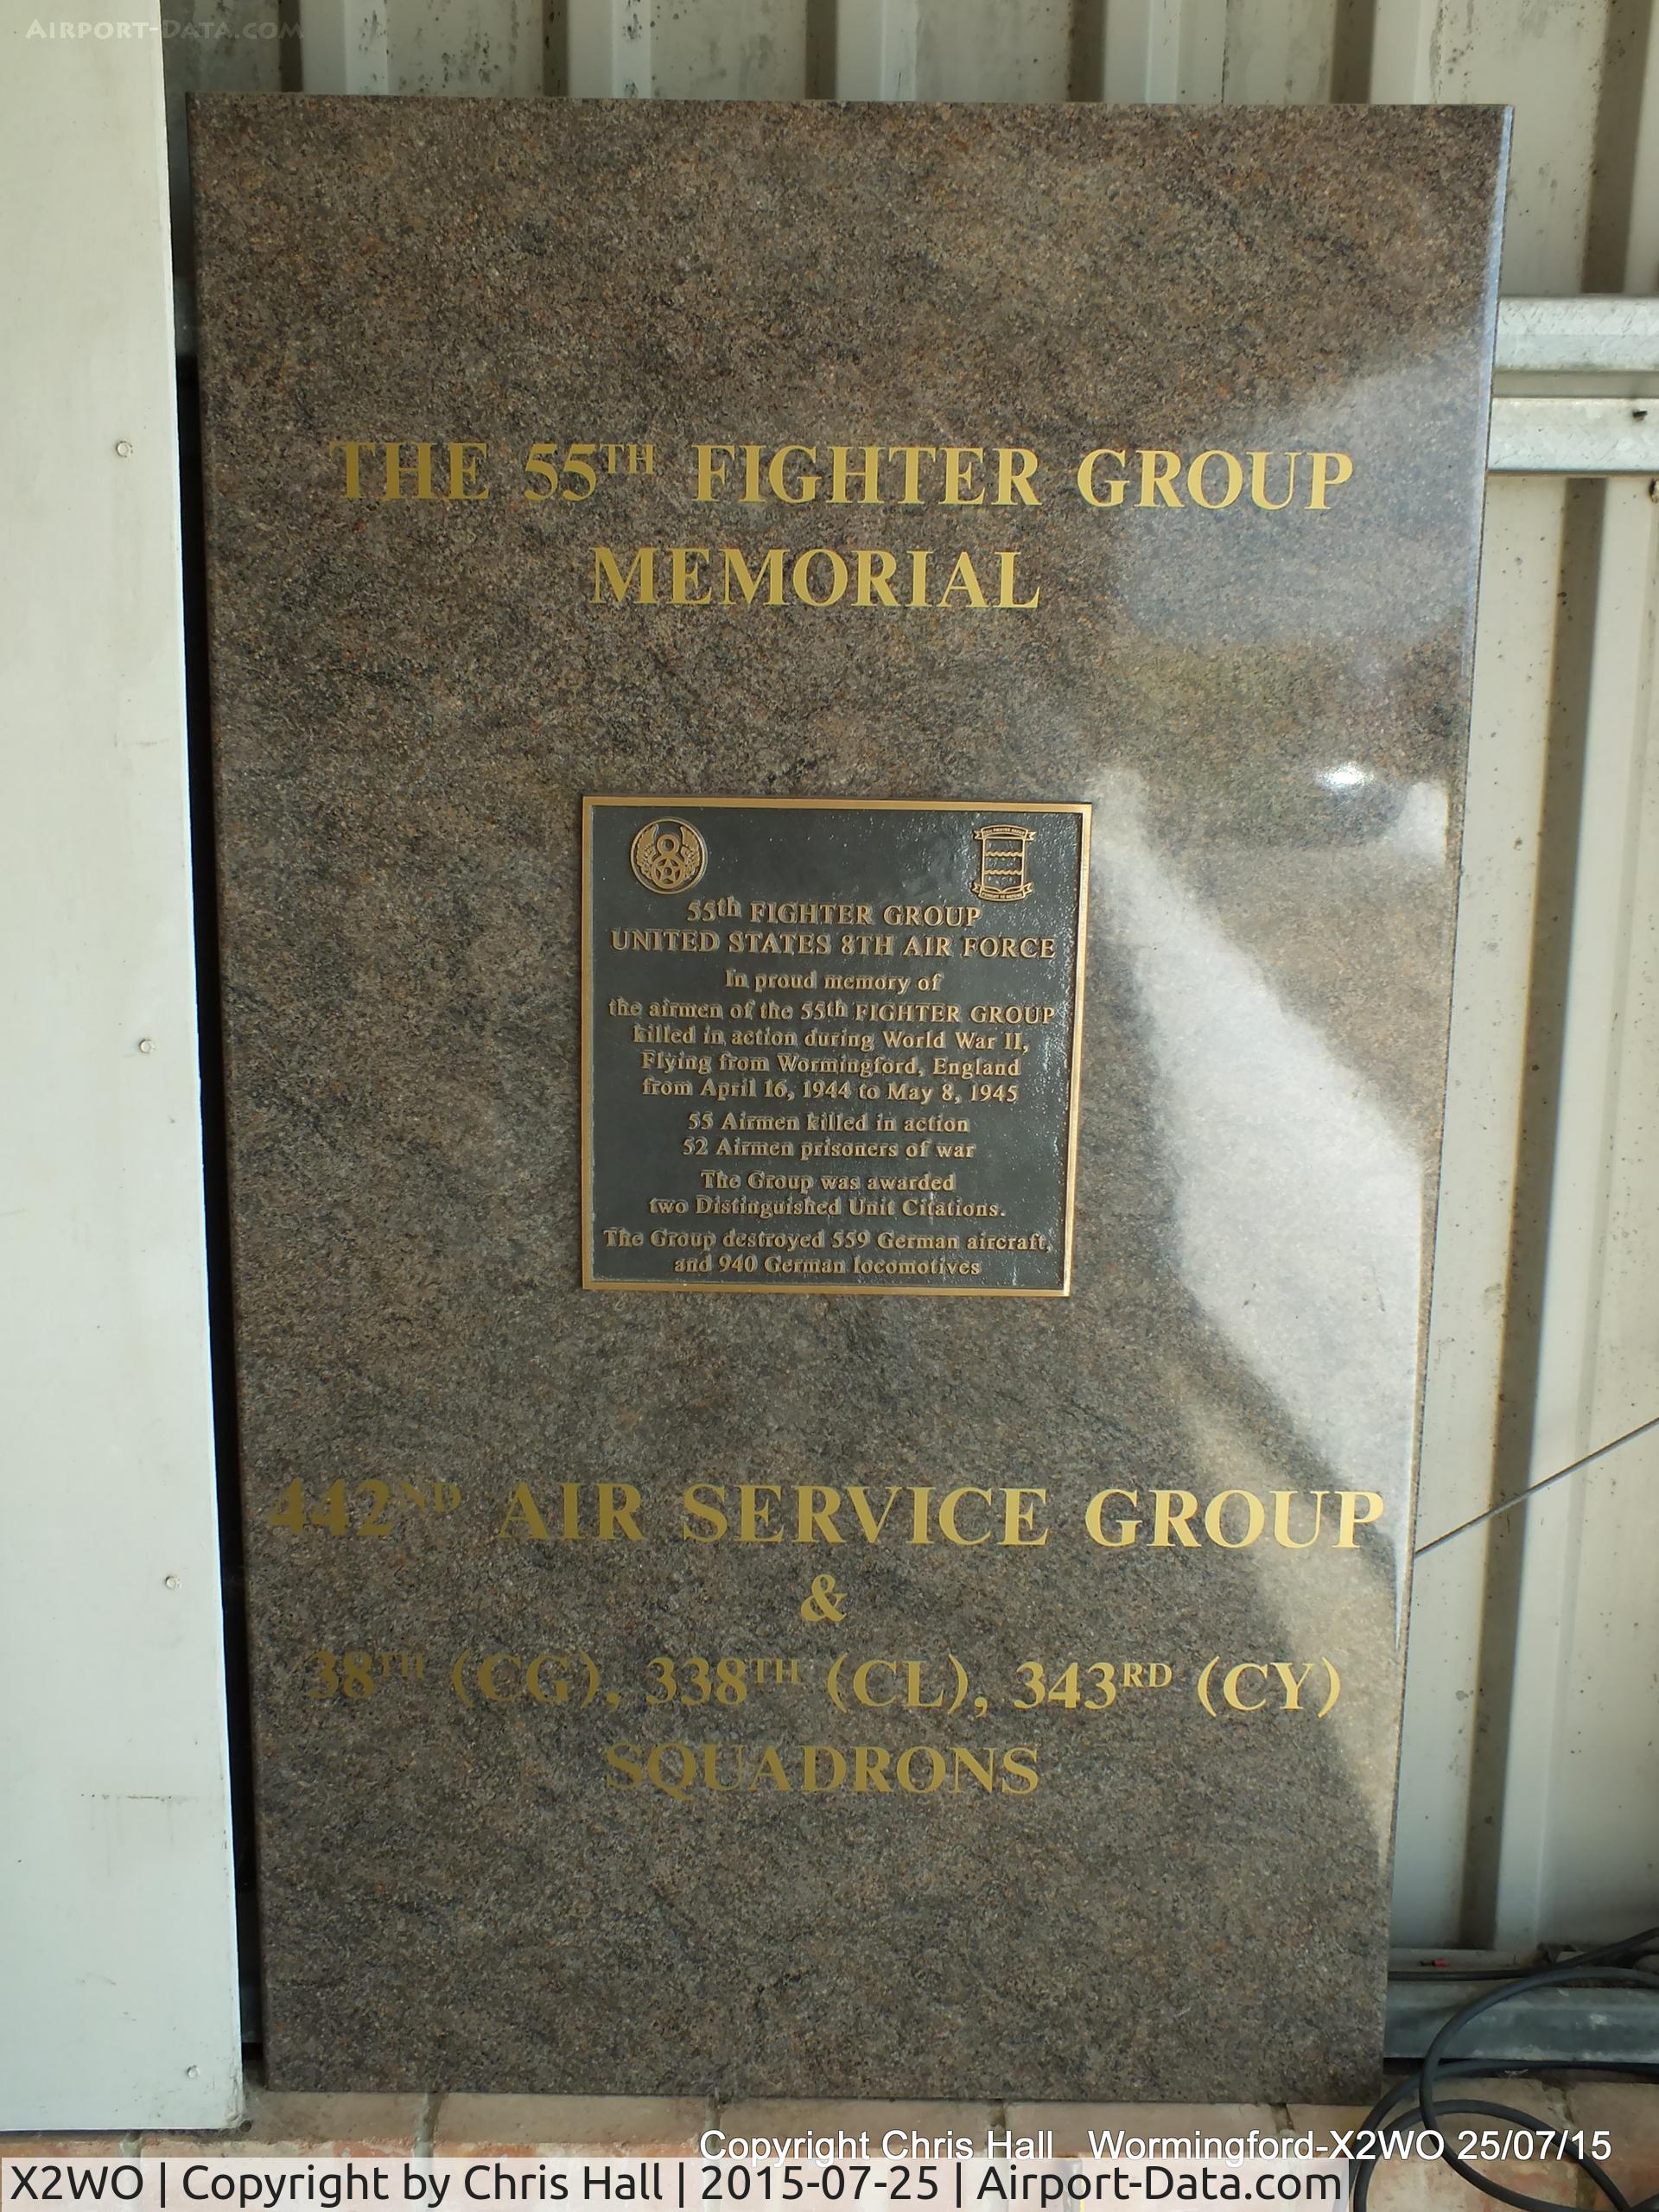 AIRPORT-DATA.COM
THE 55TH FIGHTER GROUP
MEMORIAL
8
55th FIGHTER GROUP
UNITED STATES 8TH AIR FORCE
In proud memory of
the airmen of the 55th FIGHTER GROUP
killed in action during World War II,
Flying from Wormingford, England
from April 16, 1944 to May 8, 1945
55 Airmen killed in action
52 Airmen prisoners of war
The Group was awarded
two Distinguished Unit Citations.
The Group destroyed 559 German aircraft,
and 940 German locomotives
442ND AIR SERVICE GROUP
&
38TH (CG), 338TH (CL), 343RD (CY)
SQUADRONS
Copyright Chris Hall Wormingford-X2WO 25/07/15
X2WO | Copyright by Chris Hall | 2015-07-25 | Airport-Data.com